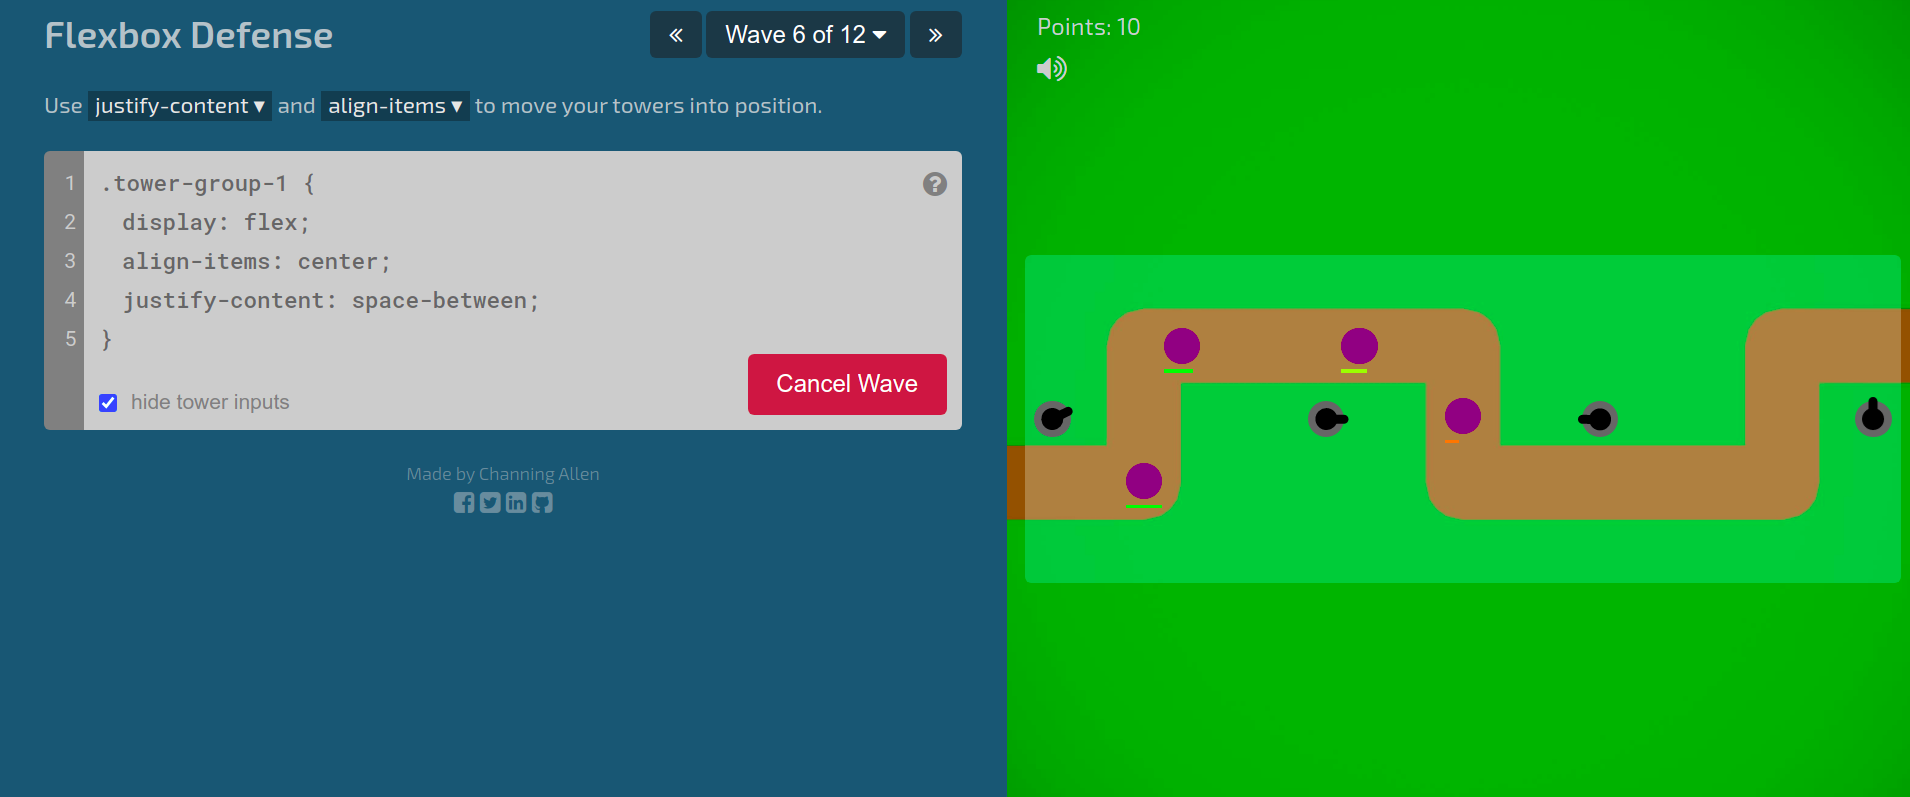 Flexbox Defense
« Wave 6 of 12 »
Points: 10
Use justify-content ▾ and align-items ▾ to move your towers into position.
1 .tower-group-1 {
2 display: flex;
3 align-items: center;
4 justify-content: space-between;
5 }
Cancel Wave
hide tower inputs
Made by Channing Allen